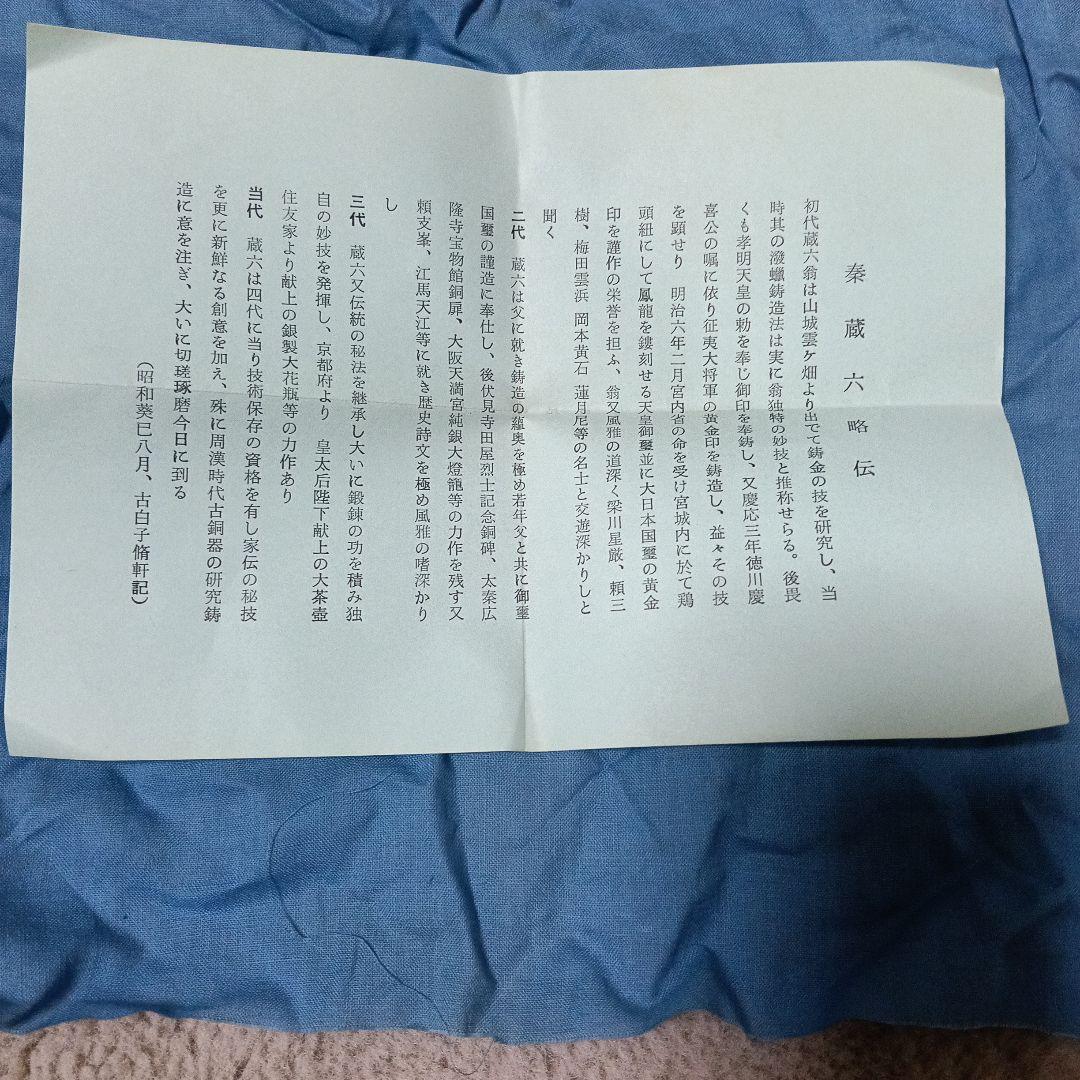 秦蔵六略伝
初代蔵六翁は山城雲ケ畑より出でて鋳金の技を研究し、当
時其の潑蠟鋳造法は実に翁独特の妙技と推称せらる。後畏
くも孝明天皇の勅を奉じ御印を奉鋳し、又慶応三年徳川慶
喜公の嘱に依り征夷大将軍の黄金印を鋳造し、益々その技
を顕せり　明治六年二月宮内省の命を受け宮城内に於て鶏
頭紐にして鳳龍を鏤刻せる天皇御璽並に大日本国璽の黄金
印を謹作の栄誉を担ふ、翁又風雅の道深く梁川星厳、頼三
樹、梅田雲浜　岡本黄石　蓮月尼等の名士と交遊深かりしと
聞く
二代　蔵六は父に就き鋳造の蘊奥を極め若年父と共に御璽
国璽の謹造に奉仕し、後伏見寺田屋烈士記念銅碑、太秦広
隆寺宝物館銅扉、大阪天満宮純銀大燈籠等の力作を残す又
頼支峯、江馬天江等に就き歴史詩文を極め風雅の嗜深かり
し
三代　蔵六又伝統の秘法を継承し大いに鍛錬の功を積み独
自の妙技を発揮し、京都府より　皇太后陛下献上の大茶壷
住友家より献上の銀製大花瓶等の力作あり
当代　蔵六は四代に当り技術保存の資格を有し家伝の秘技
を更に新鮮なる創意を加え、殊に周漢時代古銅器の研究鋳
造に意を注ぎ、大いに切瑳琢磨今日に到る
（昭和葵巳八月、古白子脩軒記）